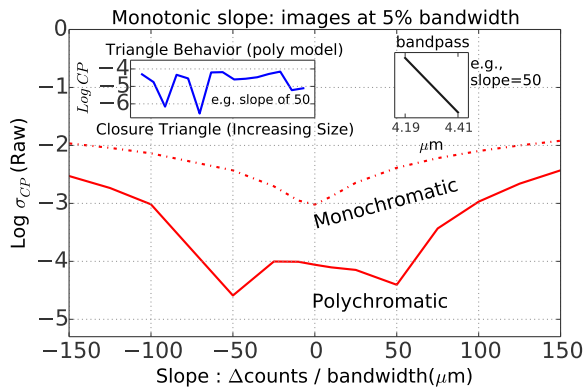 Monotonic slope: images at 5% bandwidth
0
−1
−2
−3
−4
−5
Log σCP (Raw)
Triangle Behavior (poly model)
−4
−5
−6
Log CP
e.g. slope of 50
Closure Triangle (Increasing Size)
bandpass
e.g.,
slope=50
4.19 4.41
μm
Monochromatic
Polychromatic
−150 −100 −50 0 50 100 150
Slope : Δcounts / bandwidth(μm)